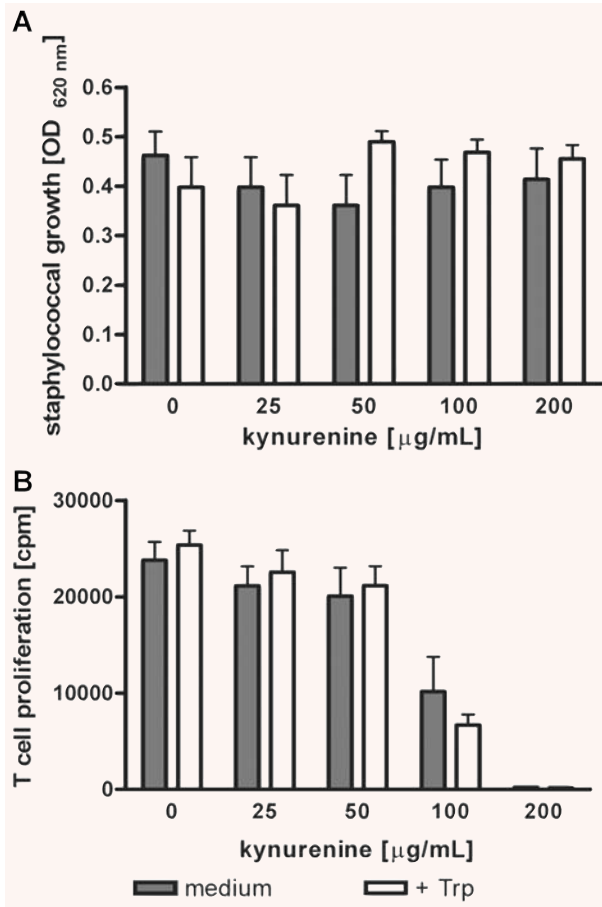 A
staphylococcal growth [OD 620 nm]
0.6
0.5
0.4
0.3
0.2
0.1
0.0
0 25 50 100 200
kynurenine [μg/mL]
B
T cell proliferation [cpm]
30000
20000
10000
0
0 25 50 100 200
kynurenine [μg/mL]
medium + Trp